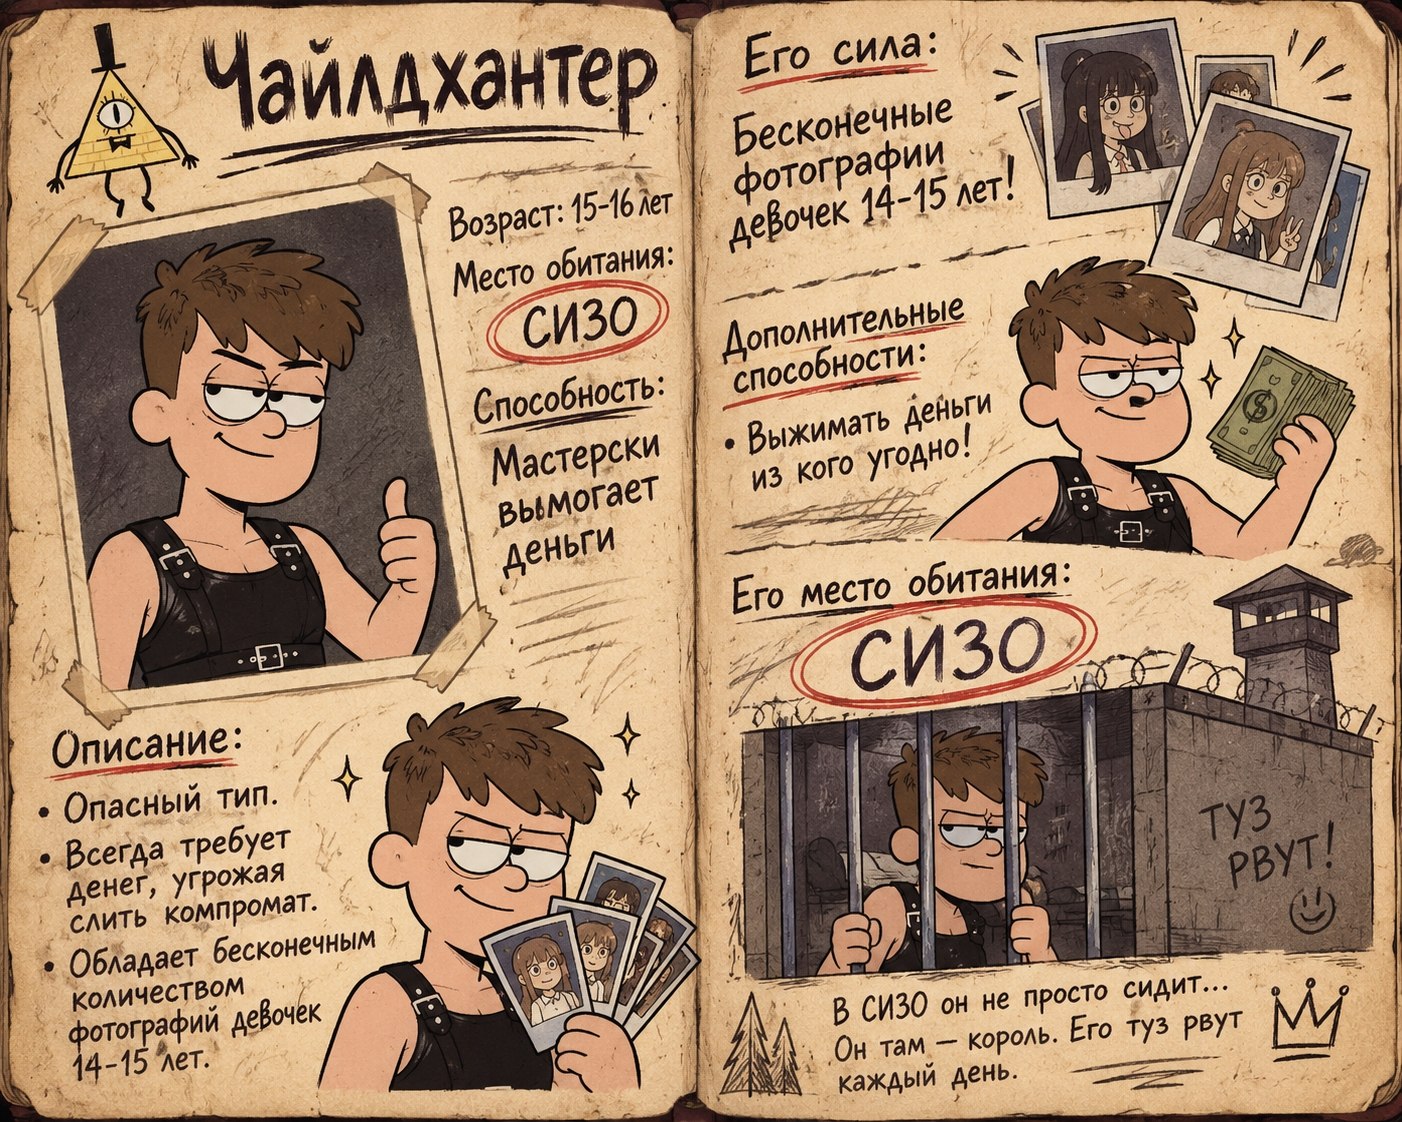 Чайлдхантер
Возраст: 15-16 лет
Место обитания:
СИЗО
Способность:
Мастерски
вымогает
деньги
Описание:
• Опасный тип.
• Всегда требует
денег, угрожая
слить компромат.
• Обладает бесконечным
количеством
фотографий девочек
14-15 лет.
Его сила:
Бесконечные
фотографии
девочек 14-15 лет!
Дополнительные
способности:
• Выжимать деньги
из кого угодно!
$
Его место обитания:
СИЗО
ТУЗ
РВУТ!
В СИЗО он не просто сидит...
Он там — король. Его туз рвут
каждый день.